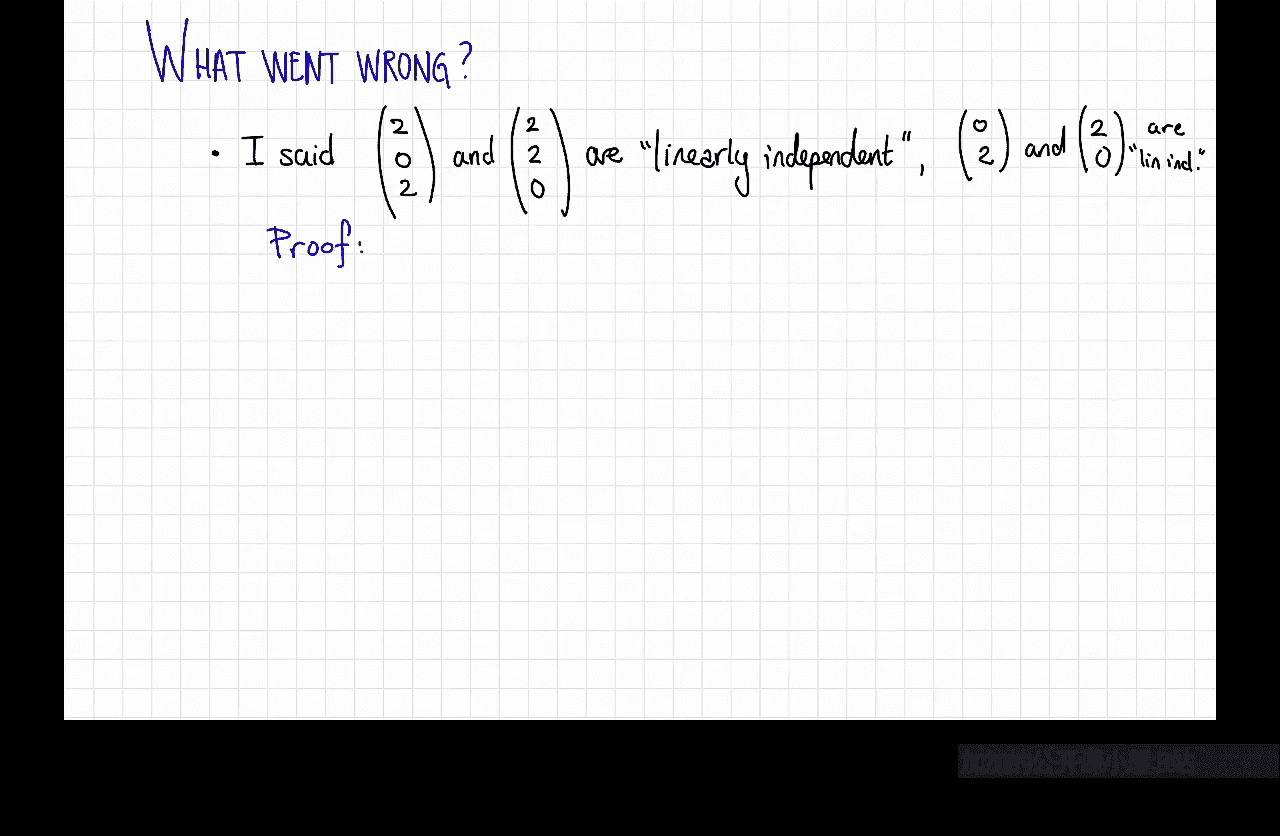 WHAT WENT WRONG?
• I said (2 0 2) and (2 2 0) are "linearly independent", (0 2) and (2 0) are "lin ind."
Proof: